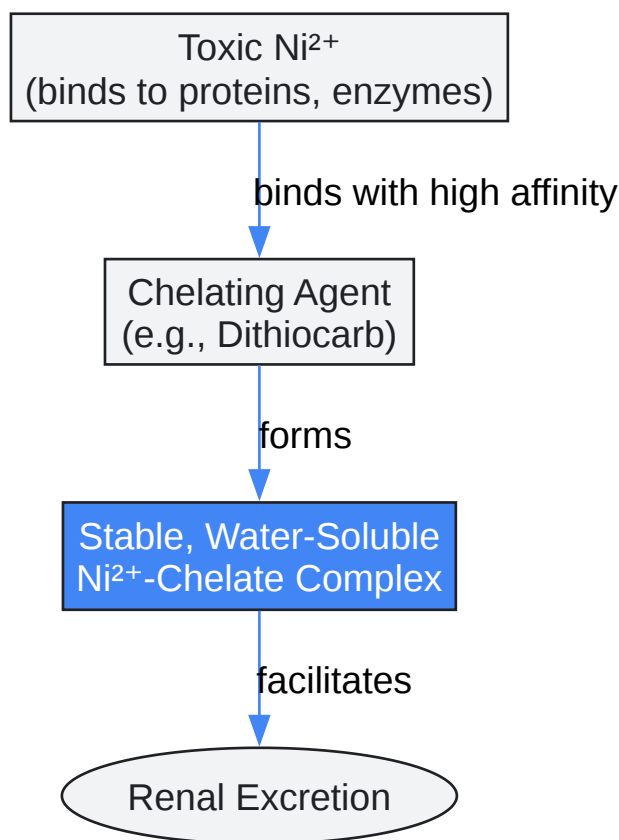 Toxic Ni²⁺
(binds to proteins, enzymes)
binds with high affinity
Chelating Agent
(e.g., Dithiocarb)
forms
Stable, Water-Soluble
Ni²⁺-Chelate Complex
facilitates
Renal Excretion